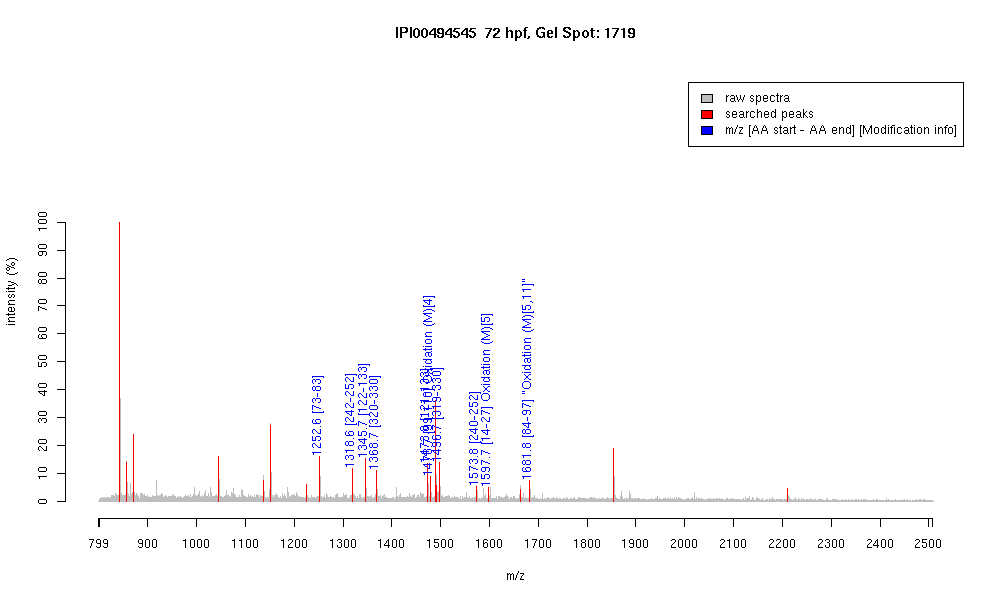 IPI00494545 72 hpf, Gel Spot: 1719
raw spectra
searched peaks
m/z [AA start - AA end] [Modification info]
intensity (%)
100
90
80
70
60
50
40
30
20
10
0
1252.6 [73-83]
1318.6 [242-252]
1345.7 [122-133]
1368.7 [320-330]
Oxidation (M)[4]
1496.7 [319-330]
1573.8 [240-252]
1597.7 [14-27] Oxidation (M)[5]
1681.8 [84-97] "Oxidation (M)[5,11]"
799 900 1000 1100 1200 1300 1400 1500 1600 1700 1800 1900 2000 2100 2200 2300 2400 2500
m/z